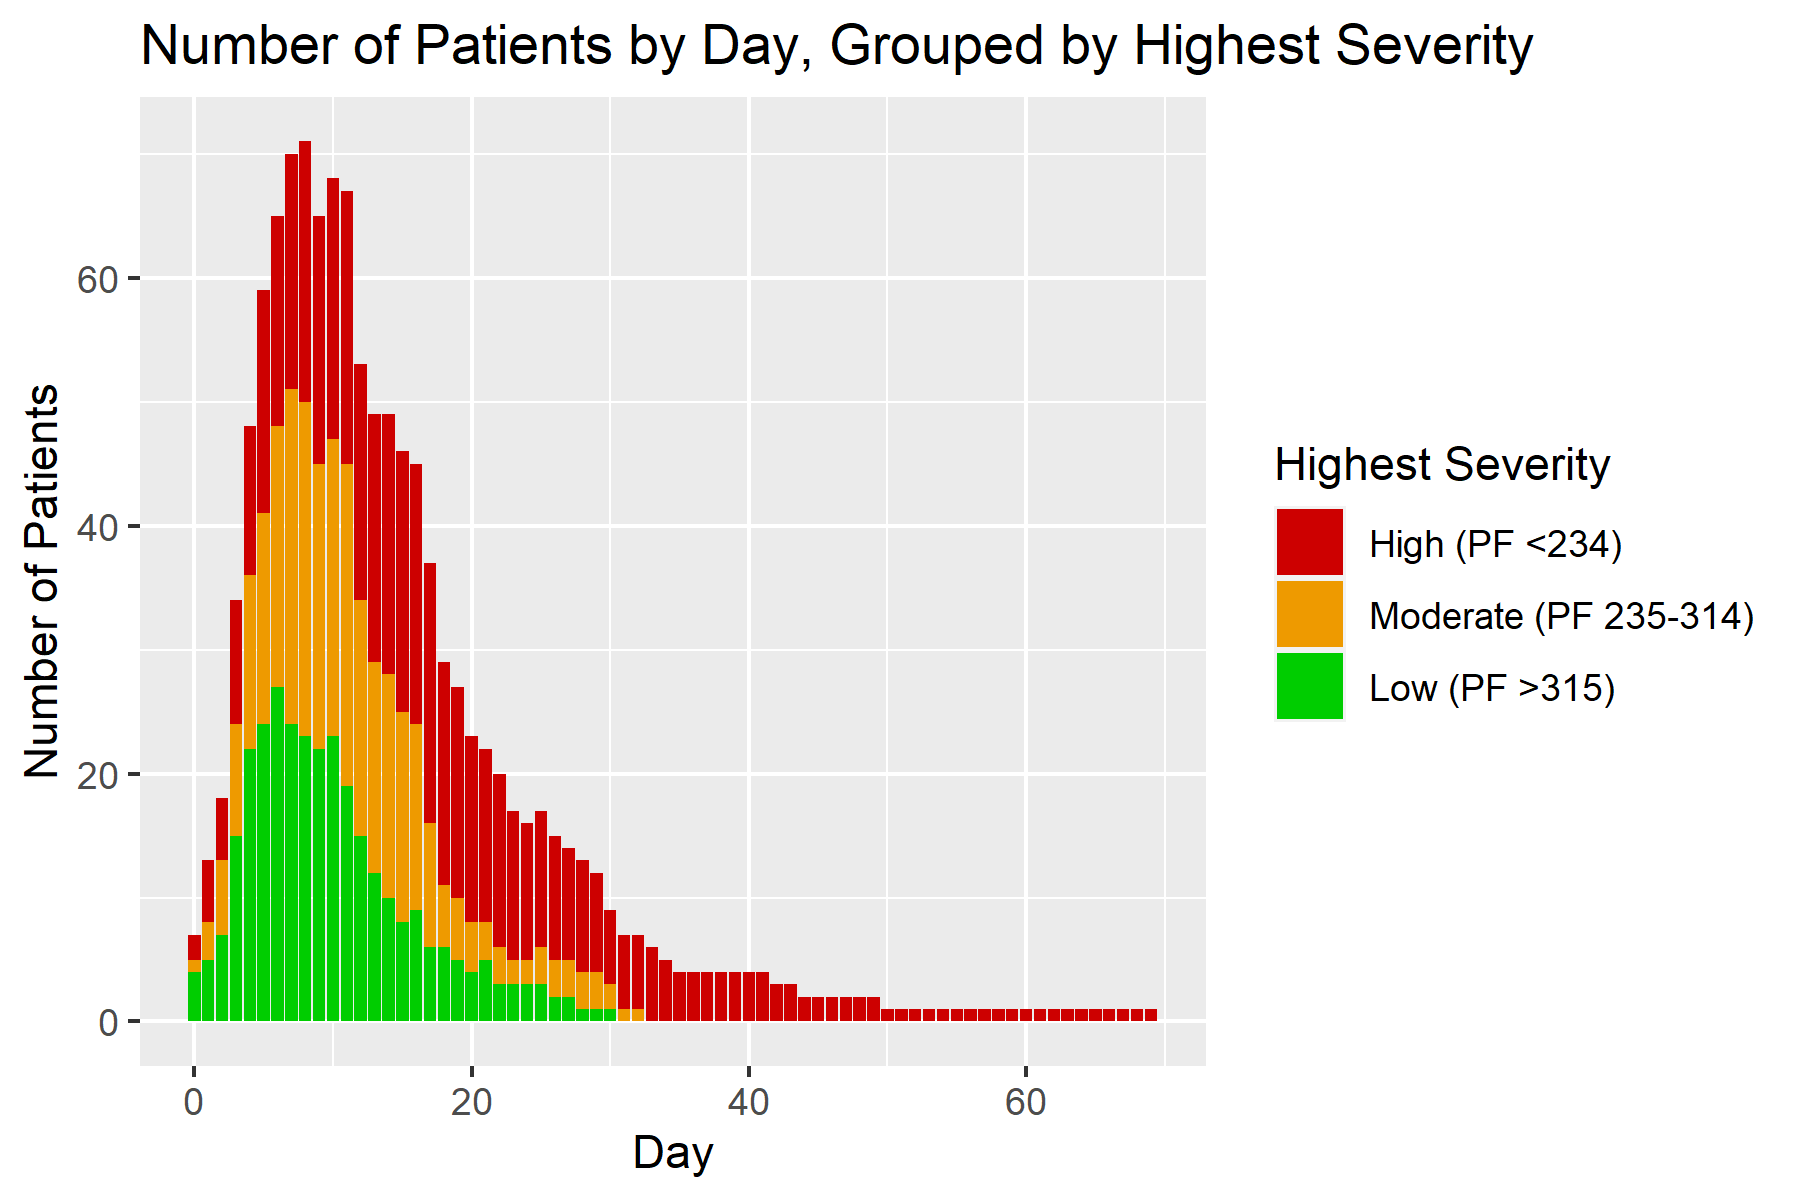 Number of Patients by Day, Grouped by Highest Severity
Number of Patients
60
40
20
0
0 20 40 60
Day
Highest Severity
High (PF <234)
Moderate (PF 235-314)
Low (PF >315)